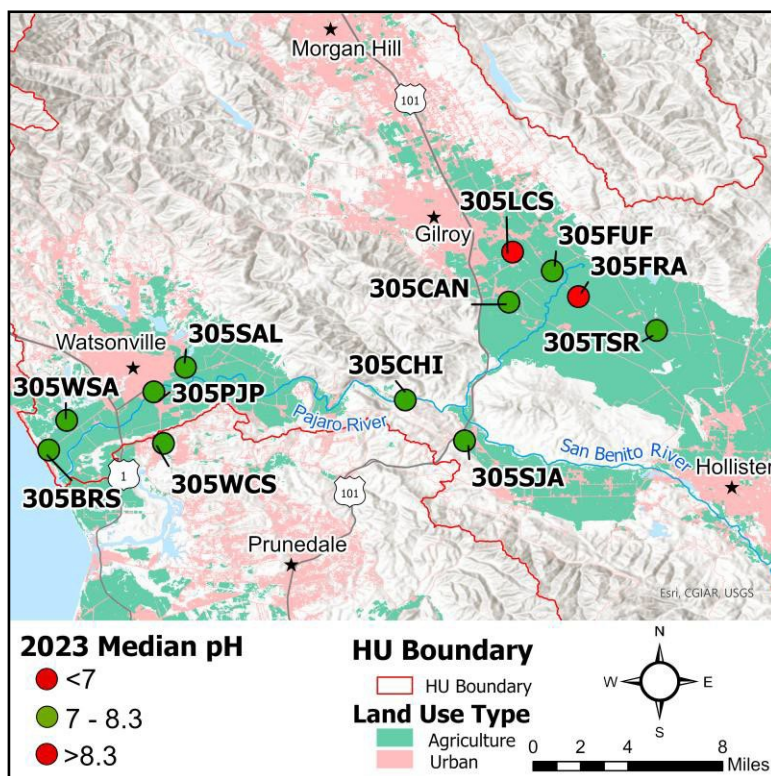 Morgan Hill
101
305LCS
Gilroy
305FUF
305FRA
305CAN
305TSR
305SAL
Watsonville
305CHI
305WSA
305PJP
Pajaro River
San Benito River
305SJA
Hollister
305WCS
305BRS
1
101
Prunedale
Esri, CGIAR, USGS
2023 Median pH
<7
7 - 8.3
>8.3
HU Boundary
HU Boundary
Land Use Type
Agriculture
Urban
N
W E
S
0 2 4 8
Miles